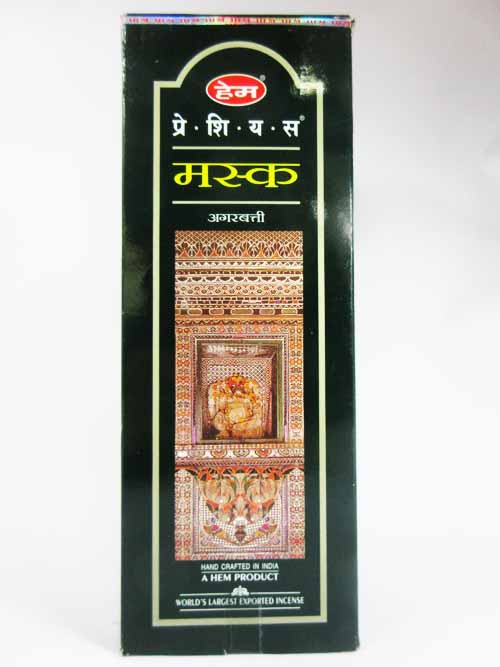 हेम
®
प्रे · शि · य · स®
मस्क
अगरबत्ती
HAND CRAFTED IN INDIA
A HEM PRODUCT
WORLD'S LARGEST EXPORTED INCENSE